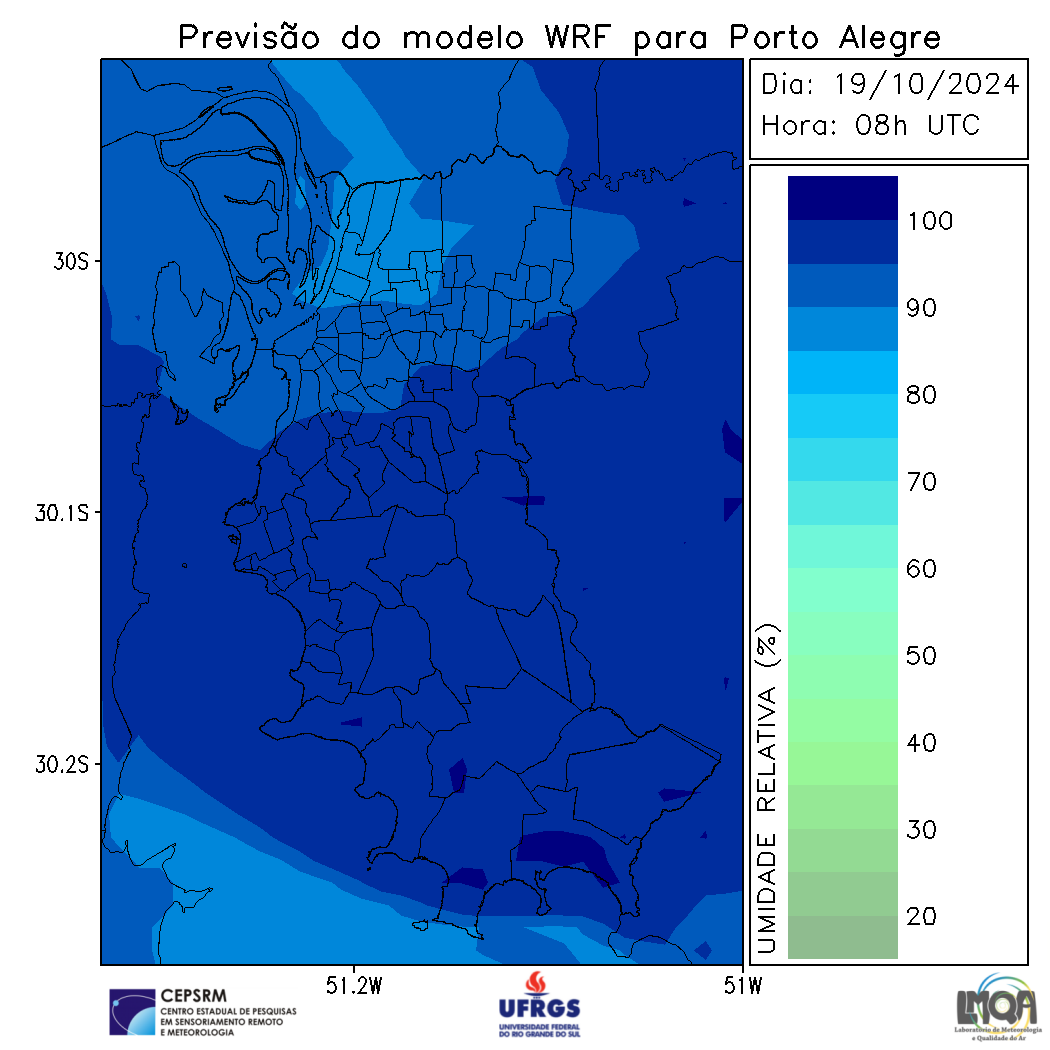 Previsão do modelo WRF para Porto Alegre
Dia: 19/10/2024
Hora: 08h UTC
100
90
80
70
60
50
40
30
20
UMIDADE RELATIVA (%)
30S
30.1S
30.2S
51.2W
51W
CEPSRM
CENTRO ESTADUAL DE PESQUISAS
EM SENSORIAMENTO REMOTO
E METEOROLOGIA
UFRGS
UNIVERSIDADE FEDERAL
DO RIO GRANDE DO SUL
LMQA
Laboratório de Meteorologia
e Qualidade do Ar